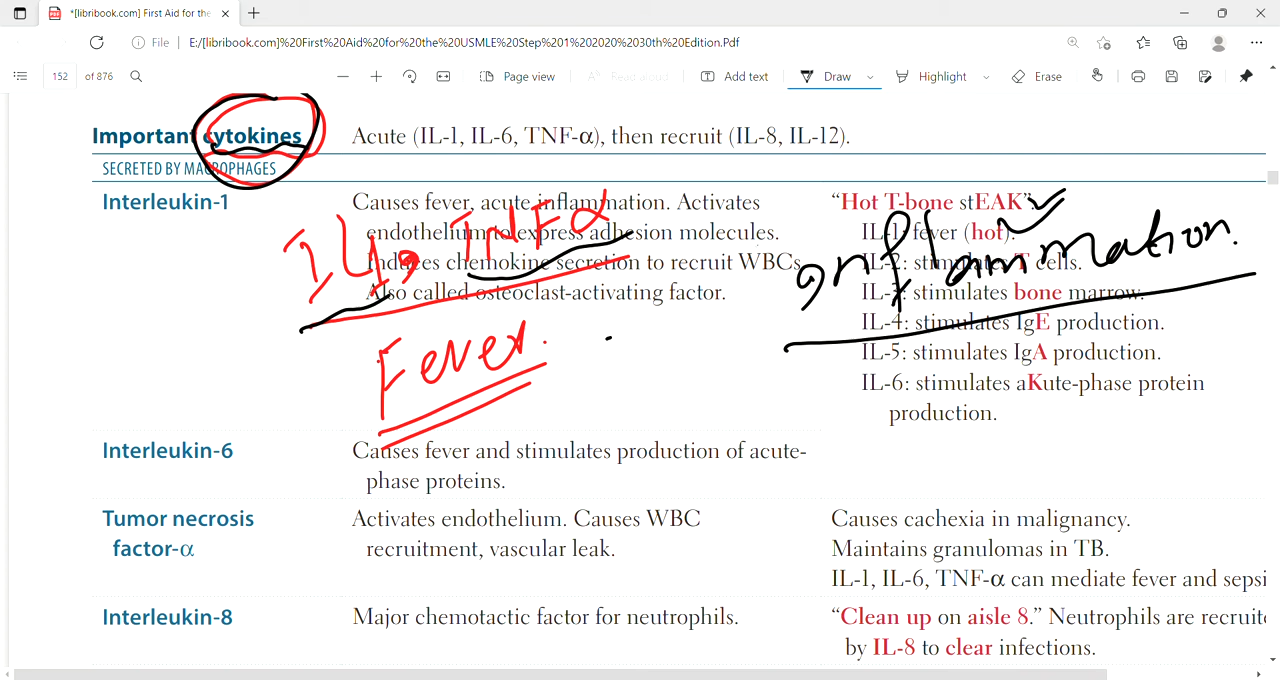 *[libribook.com] First Aid for the
File E:/[libribook.com]%20First%20Aid%20for%20the%20USMLE%20Step%201%202020%2030th%20Edition.Pdf
152 of 876 Page view Read aloud Add text Draw Highlight Erase
Important cytokines Acute (IL-1, IL-6, TNF-α), then recruit (IL-8, IL-12).
SECRETED BY MACROPHAGES
Interleukin-1 Causes fever, acute inflammation. Activates
endothelium to express adhesion molecules.
Induces chemokine secretion to recruit WBCs.
Also called osteoclast-activating factor.
“Hot T-bone stEAK”:
IL-1: fever (hot).
IL-2: stimulates T cells.
IL-3: stimulates bone marrow.
IL-4: stimulates IgE production.
IL-5: stimulates IgA production.
IL-6: stimulates aKute-phase protein
production.
TNFα
Inflammation.
Fever.
Interleukin-6 Causes fever and stimulates production of acute-
phase proteins.
Tumor necrosis factor-α Activates endothelium. Causes WBC
recruitment, vascular leak.
Causes cachexia in malignancy.
Maintains granulomas in TB.
IL-1, IL-6, TNF-α can mediate fever and sepsi
Interleukin-8 Major chemotactic factor for neutrophils.
“Clean up on aisle 8.” Neutrophils are recruite
by IL-8 to clear infections.